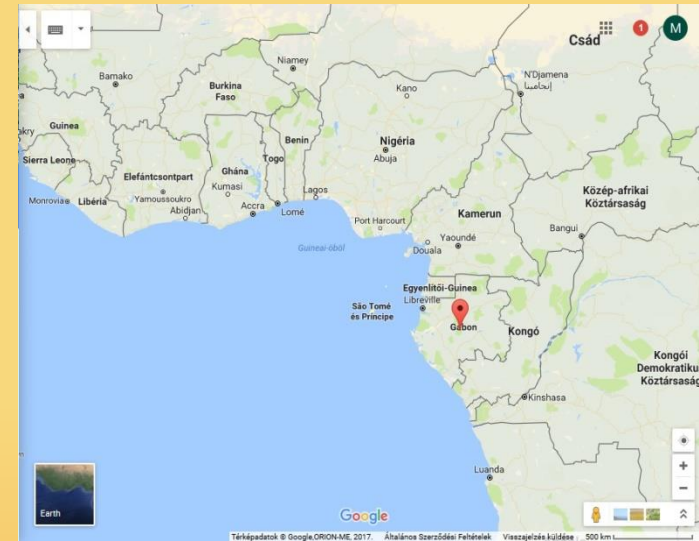 Csád
1
M
Niamey
Bamako
Burkina
Faso
Kano
N'Djamena
إنجامينا
Guinea
Benin
Nigéria
Abuja
Sierra Leone
Elefántcsontpart
Ghána
Togo
Kumasi
Yamoussoukro
Lagos
Közép-afrikai
Köztársaság
Monrovia
Libéria
Abidjan
Accra
Lomé
Port Harcourt
Kamerun
Bangui
Yaoundé
Douala
Guineai-öböl
Egyenlítői-Guinea
São Tomé
és Príncipe
Libreville
Gabon
Kongó
Kongói
Demokratiku
Köztársaság
Kinshasa
Luanda
Earth
Google
Térképadatok © Google,ORION-ME, 2017. Általános Szerződési Feltételek Visszajelzés küldése 500 km